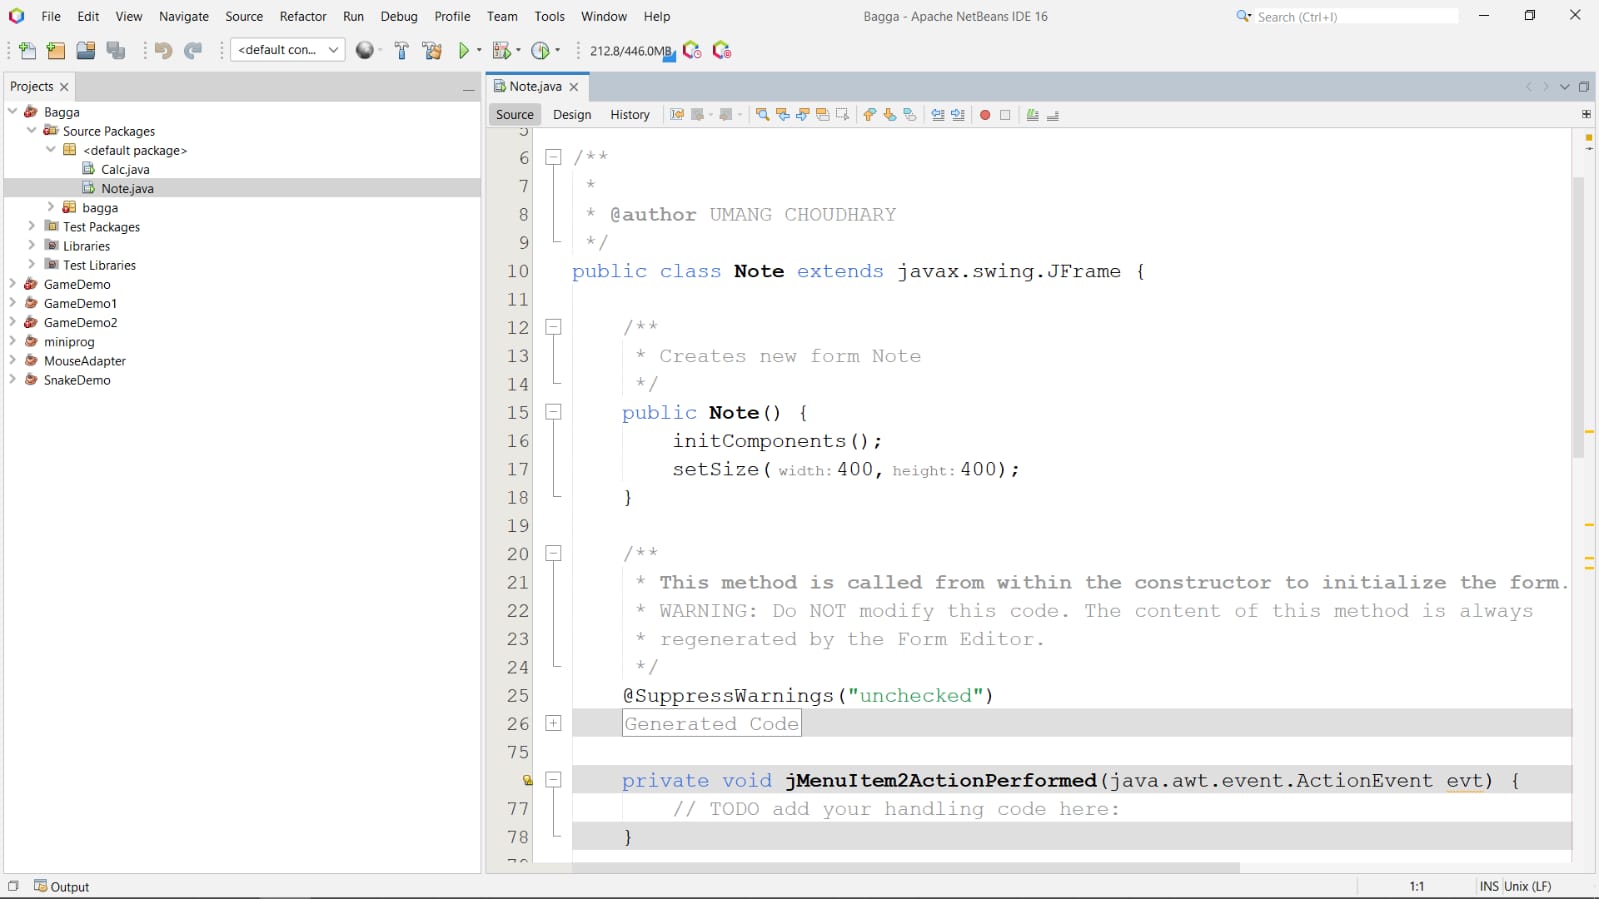 File Edit View Navigate Source Refactor Run Debug Profile Team Tools Window Help
Bagga - Apache NetBeans IDE 16
Search (Ctrl+I)
<default con...
212.8/446.0MB
Projects
Bagga
Source Packages
<default package>
Calc.java
Note.java
bagga
Test Packages
Libraries
Test Libraries
GameDemo
GameDemo1
GameDemo2
miniprog
MouseAdapter
SnakeDemo
Note.java
Source Design History
5
6 /**
7 *
8 * @author UMANG CHOUDHARY
9 */
10 public class Note extends javax.swing.JFrame {
11
12 /**
13 * Creates new form Note
14 */
15 public Note() {
16 initComponents();
17 setSize( width: 400, height: 400);
18 }
19
20 /**
21 * This method is called from within the constructor to initialize the form.
22 * WARNING: Do NOT modify this code. The content of this method is always
23 * regenerated by the Form Editor.
24 */
25 @SuppressWarnings("unchecked")
26 Generated Code
75
private void jMenuItem2ActionPerformed(java.awt.event.ActionEvent evt) {
77 // TODO add your handling code here:
78 }
Output
1:1 INS Unix (LF)